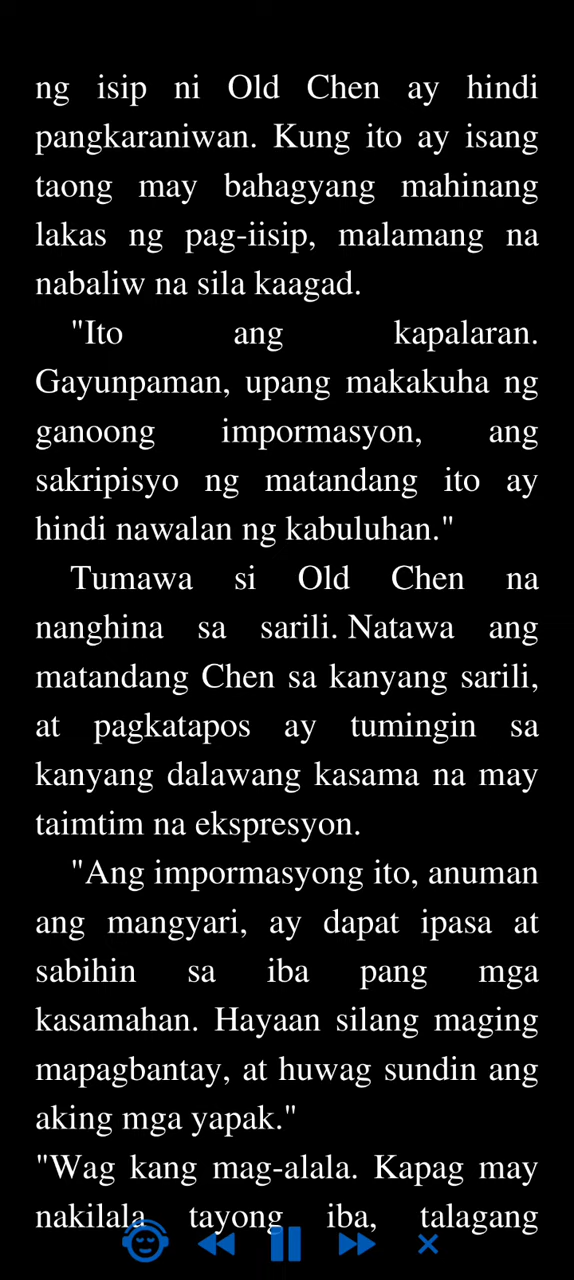 ng isip ni Old Chen ay hindi
pangkaraniwan. Kung ito ay isang
taong may bahagyang mahinang
lakas ng pag-iisip, malamang na
nabaliw na sila kaagad.
"Ito ang kapalaran.
Gayunpaman, upang makakuha ng
ganoong impormasyon, ang
sakripisyo ng matandang ito ay
hindi nawalan ng kabuluhan."
Tumawa si Old Chen na
nanghina sa sarili. Natawa ang
matandang Chen sa kanyang sarili,
at pagkatapos ay tumingin sa
kanyang dalawang kasama na may
taimtim na ekspresyon.
"Ang impormasyong ito, anuman
ang mangyari, ay dapat ipasa at
sabihin sa iba pang mga
kasamahan. Hayaan silang maging
mapagbantay, at huwag sundin ang
aking mga yapak."
"Wag kang mag-alala. Kapag may
nakilala tayong iba, talagang